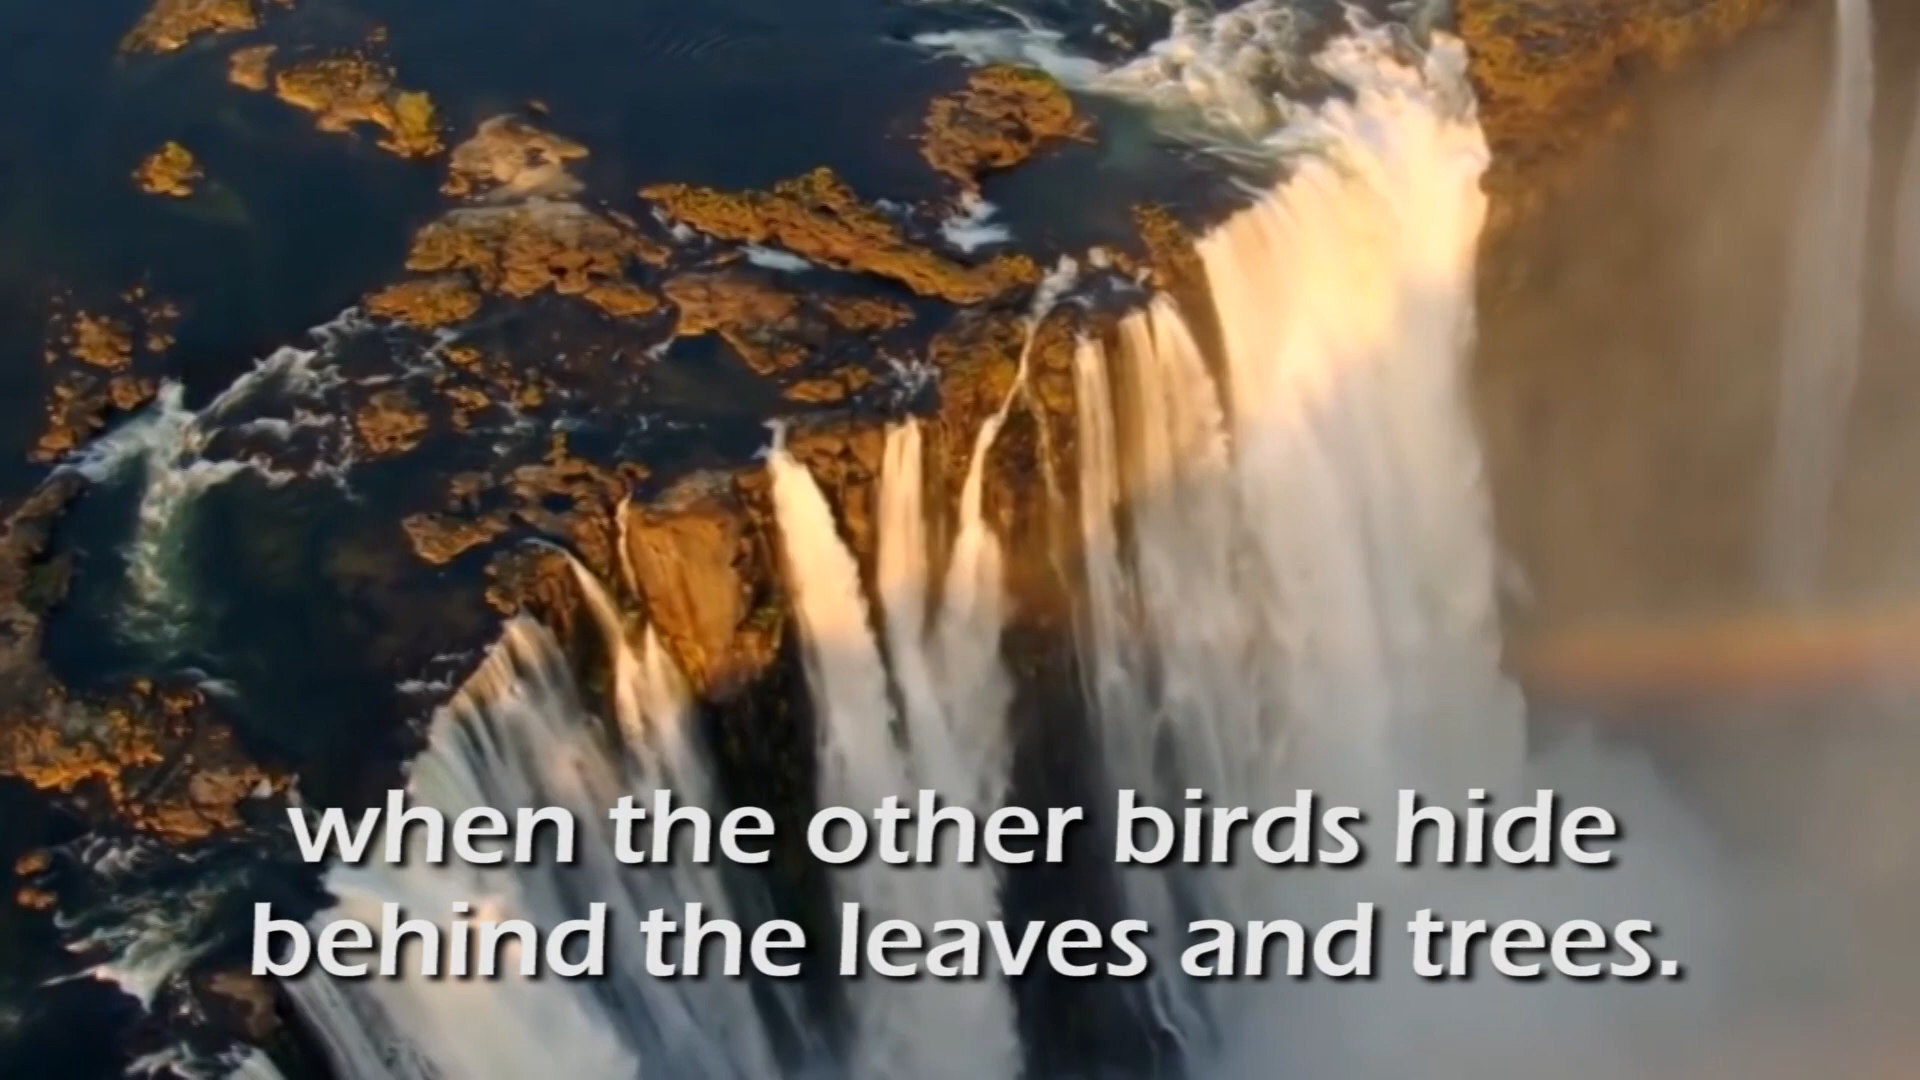 when the other birds hide
behind the leaves and trees.